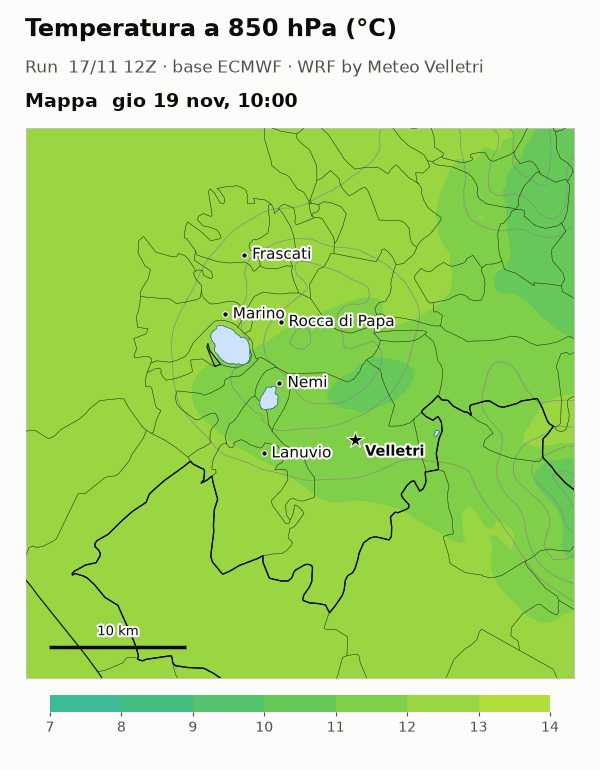 Temperatura a 850 hPa (°C)
Run  17/11 12Z · base ECMWF · WRF by Meteo Velletri
Mappa  gio 19 nov, 10:00
Frascati
Marino
Rocca di Papa
Nemi
Velletri
Lanuvio
10 km
7 8 9 10 11 12 13 14